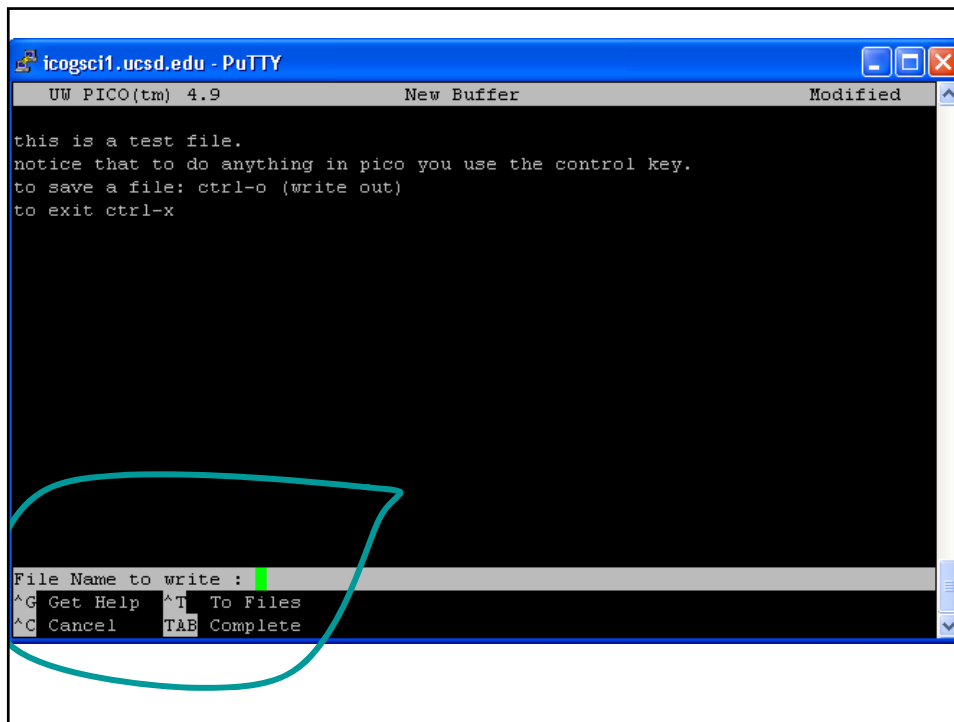 icogsci1.ucsd.edu - PuTTY
UW PICO(tm) 4.9 New Buffer Modified
this is a test file.
notice that to do anything in pico you use the control key.
to save a file: ctrl-o (write out)
to exit ctrl-x
File Name to write :
^G Get Help ^T To Files
^C Cancel TAB Complete